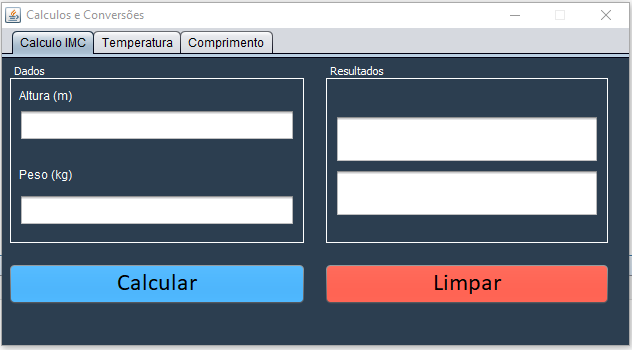 Calculos e Conversões
Calculo IMC Temperatura Comprimento
Dados
Altura (m)
Peso (kg)
Resultados
Calcular
Limpar